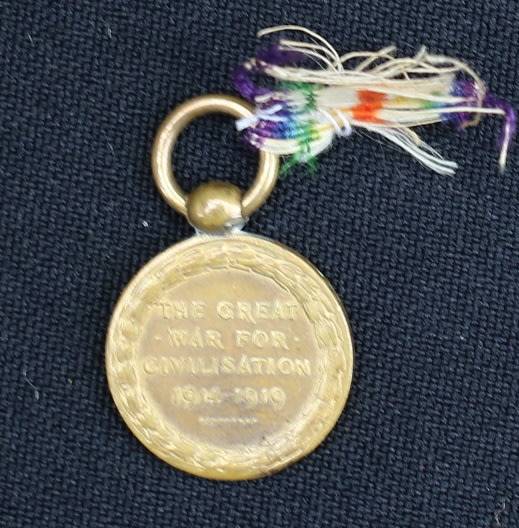 THE GREAT
· WAR FOR ·
CIVILISATION
1914-1919